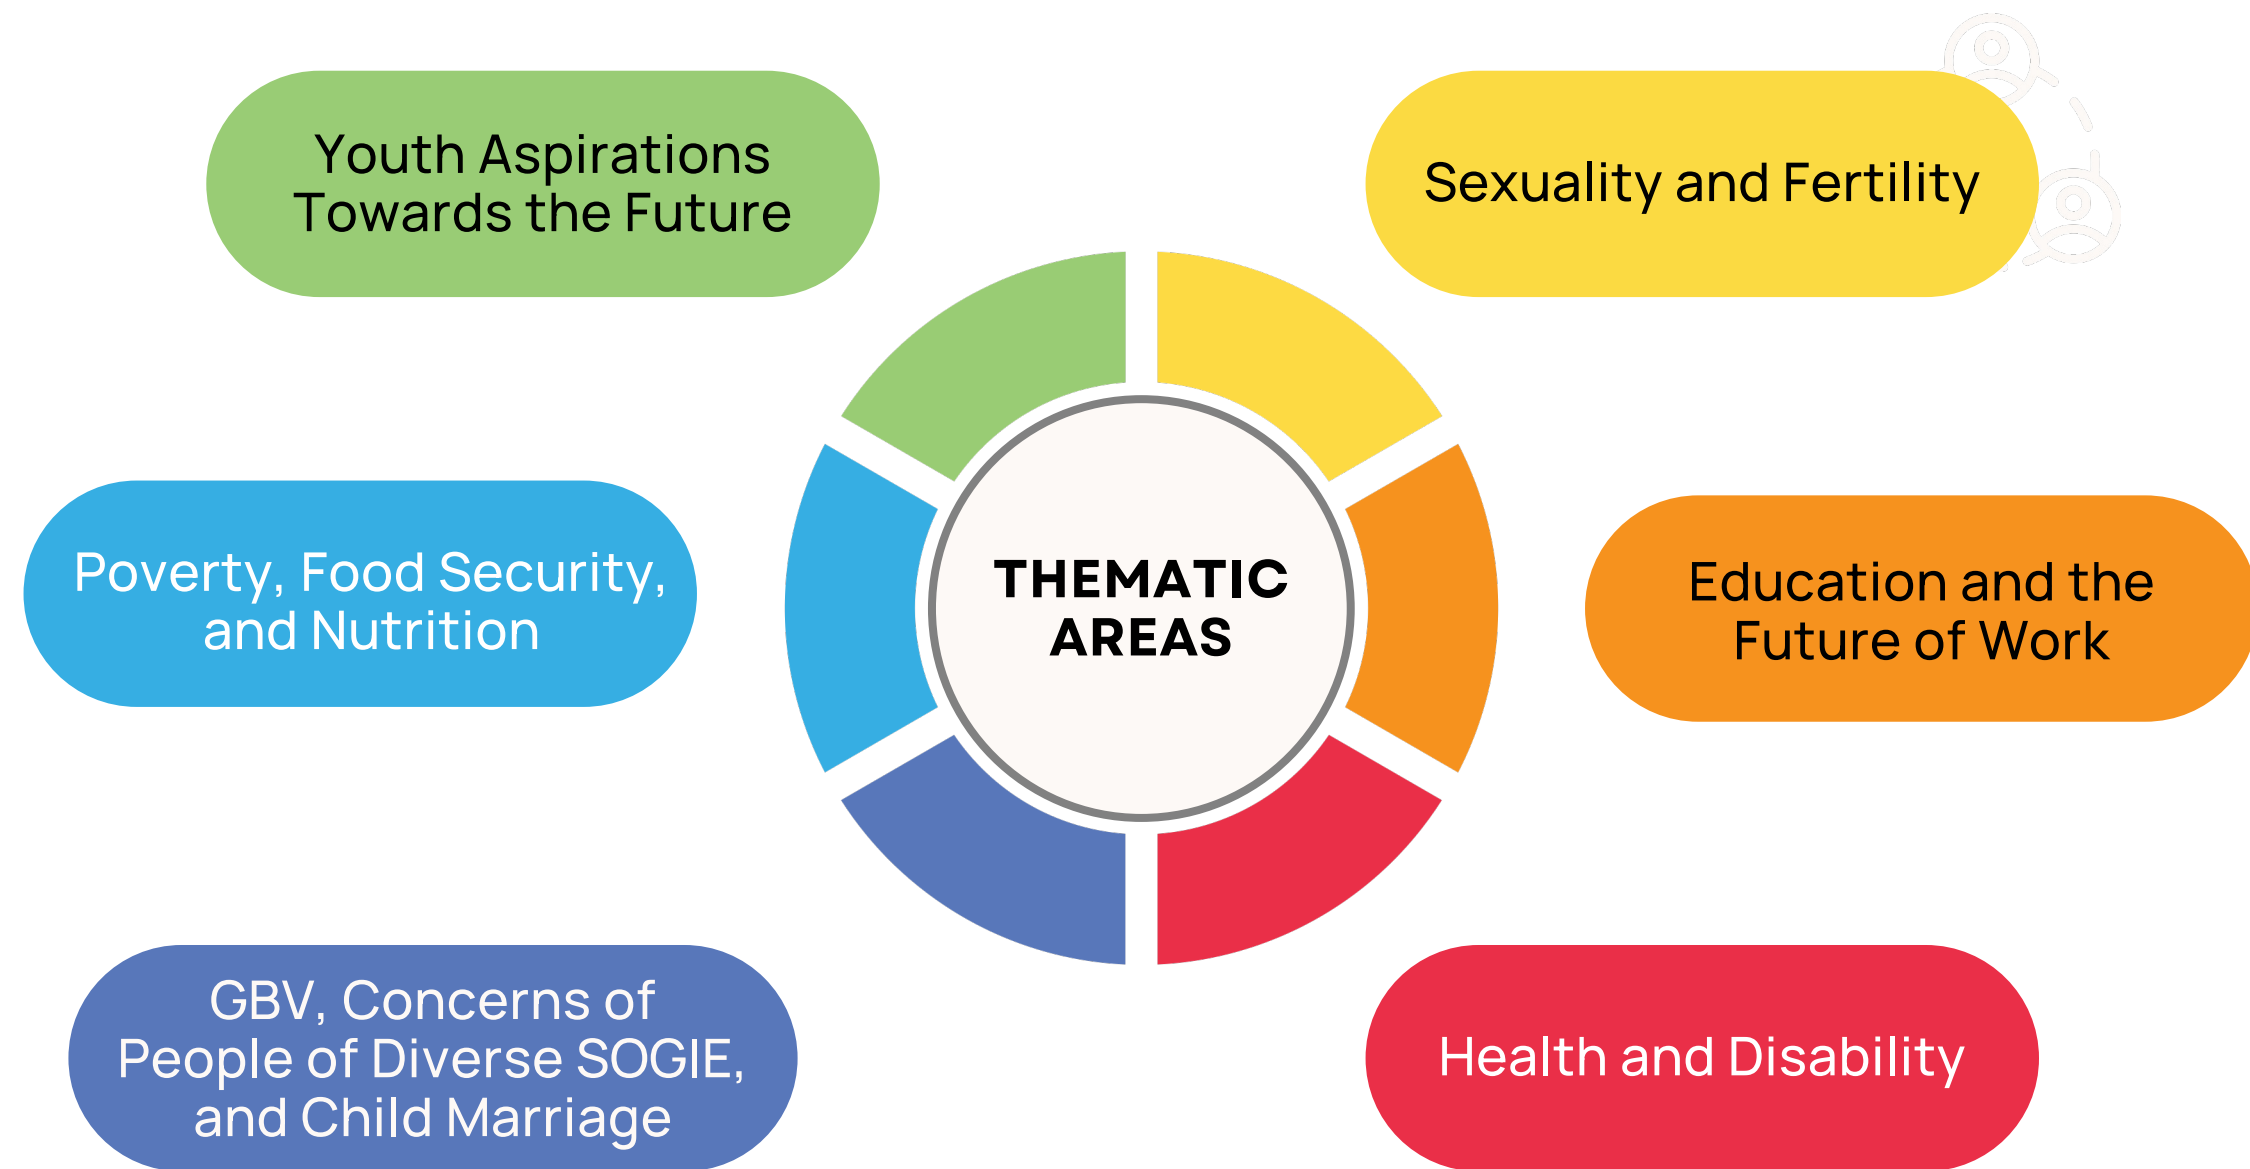 Youth Aspirations
Towards the Future
Sexuality and Fertility
Poverty, Food Security,
and Nutrition
THEMATIC
AREAS
Education and the
Future of Work
GBV, Concerns of
People of Diverse SOGIE,
and Child Marriage
Health and Disability